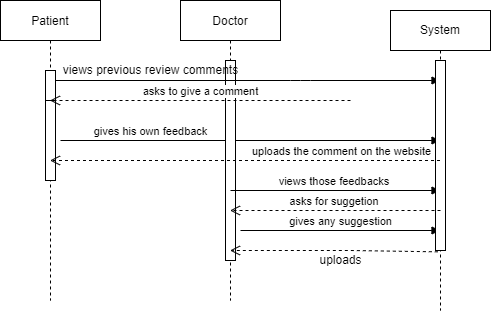 Patient
Doctor
System
views previous review comments
asks to give a comment
gives his own feedback
uploads the comment on the website
views those feedbacks
asks for suggetion
gives any suggestion
uploads